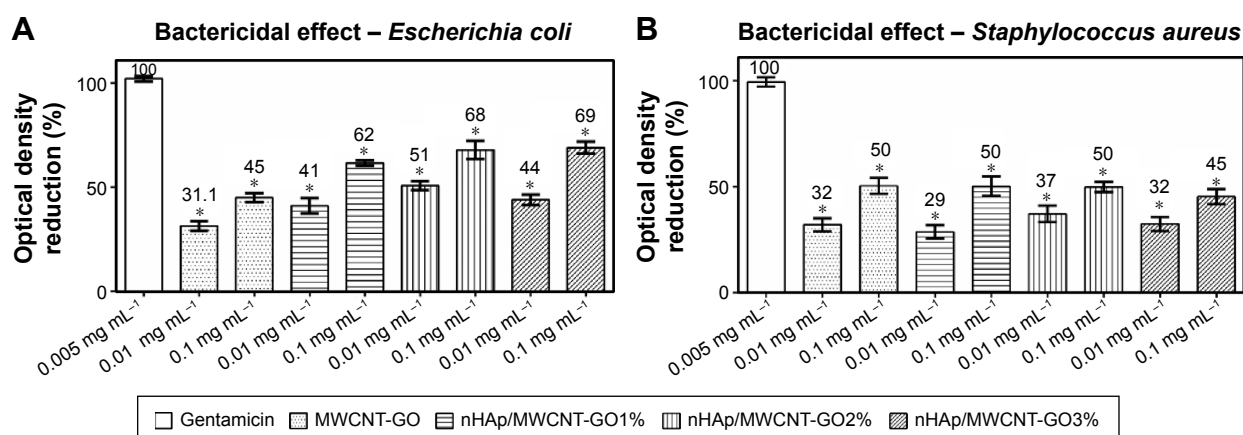 A
Bactericidal effect – Escherichia coli
Optical density
reduction (%)
100
50
0
100
31.1
*
45
*
41
*
62
*
51
*
68
*
44
*
69
*
0.005 mg mL–1
0.01 mg mL–1
0.1 mg mL–1
0.01 mg mL–1
0.1 mg mL–1
0.01 mg mL–1
0.1 mg mL–1
0.01 mg mL–1
0.1 mg mL–1
B
Bactericidal effect – Staphylococcus aureus
Optical density
reduction (%)
100
50
0
100
32
*
50
*
29
*
50
*
37
*
50
*
32
*
45
*
0.005 mg mL–1
0.01 mg mL–1
0.1 mg mL–1
0.01 mg mL–1
0.1 mg mL–1
0.01 mg mL–1
0.1 mg mL–1
0.01 mg mL–1
0.1 mg mL–1
Gentamicin MWCNT-GO nHAp/MWCNT-GO1% nHAp/MWCNT-GO2% nHAp/MWCNT-GO3%